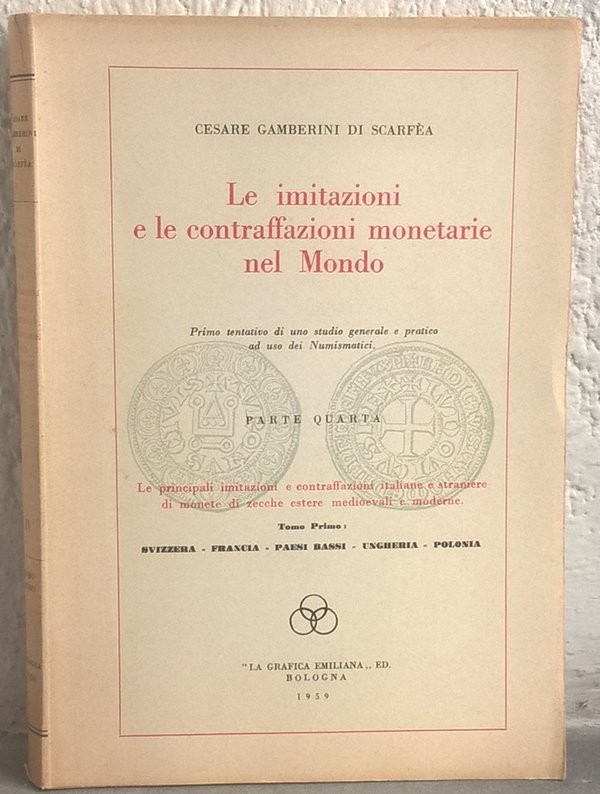 CESARE GAMBERINI DI SCARFÈA
Le imitazioni
e le contraffazioni monetarie
nel Mondo
Primo tentativo di uno studio generale e pratico
ad uso dei Numismatici.
PARTE QUARTA
Le principali imitazioni e contraffazioni italiane e straniere
di monete di zecche estere medioevali e moderne.
Tomo Primo:
SVIZZERA - FRANCIA - PAESI BASSI - UNGHERIA - POLONIA
"LA GRAFICA EMILIANA,, ED.
BOLOGNA
1959